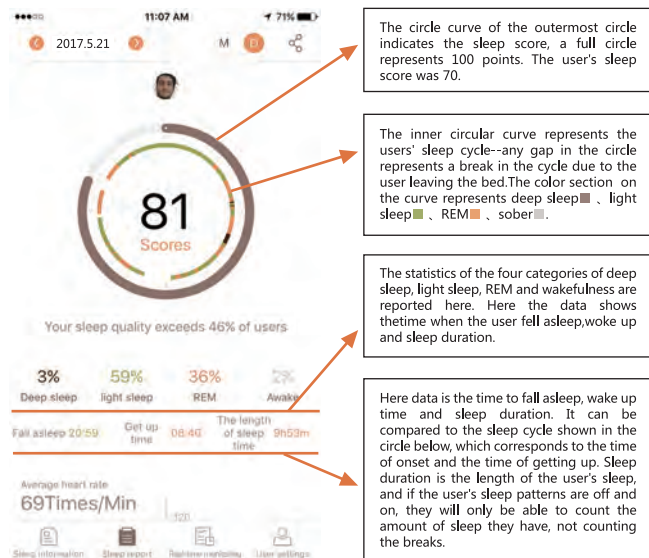 11:07 AM
71%
2017.5.21
M
D
81
Scores
Your sleep quality exceeds 46% of users
3%
59%
36%
2%
Deep sleep
light sleep
REM
Awake
Fall asleep 20:59
Get up
time
06:40
The length
of sleep
time
9h53m
Average heart rate
69Times/Min
120
Sleep information
Sleep report
Real-time monitoring
User settings
The circle curve of the outermost circle
indicates the sleep score, a full circle
represents 100 points. The user's sleep
score was 70.
The inner circular curve represents the
users' sleep cycle--any gap in the circle
represents a break in the cycle due to the
user leaving the bed.The color section on
the curve represents deep sleep 、 light
sleep 、 REM 、 sober .
The statistics of the four categories of deep
sleep, light sleep, REM and wakefulness are
reported here. Here the data shows
thetime when the user fell asleep,woke up
and sleep duration.
Here data is the time to fall asleep, wake up
time and sleep duration. It can be
compared to the sleep cycle shown in the
circle below, which corresponds to the time
of onset and the time of getting up. Sleep
duration is the length of the user's sleep,
and if the user's sleep patterns are off and
on, they will only be able to count the
amount of sleep they have, not counting
the breaks.